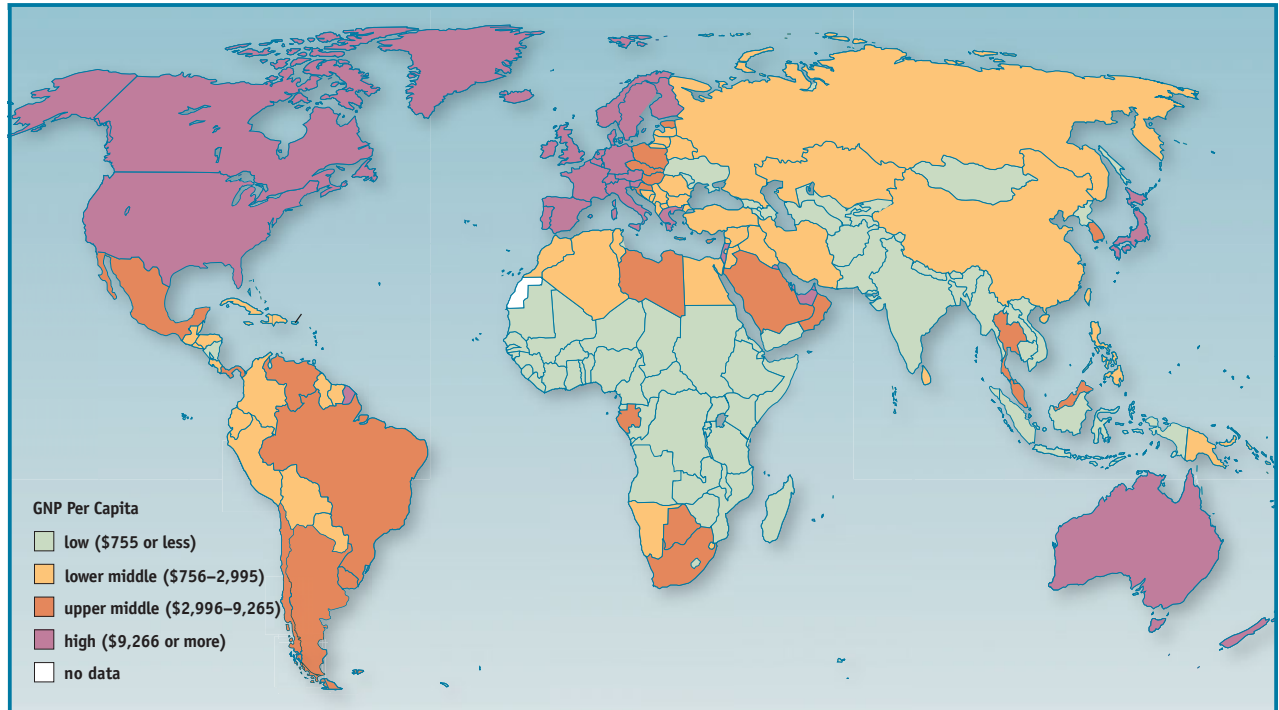 GNP Per Capita
low ($755 or less)
lower middle ($756–2,995)
upper middle ($2,996–9,265)
high ($9,266 or more)
no data